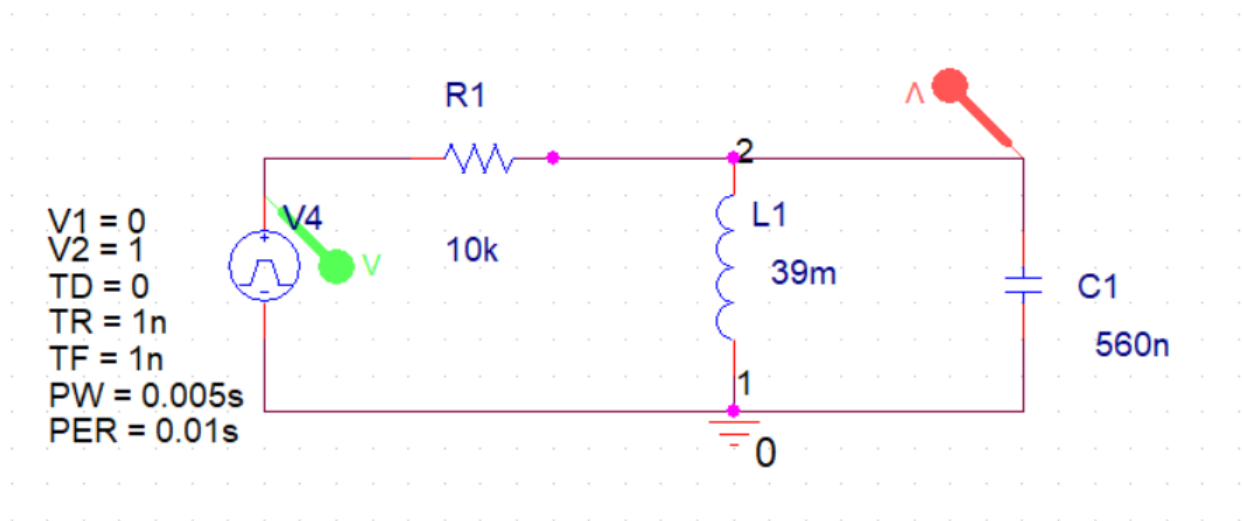 R1
10k
V4
V
V1 = 0
V2 = 1
TD = 0
TR = 1n
TF = 1n
PW = 0.005s
PER = 0.01s
2
L1
39m
1
0
V
C1
560n